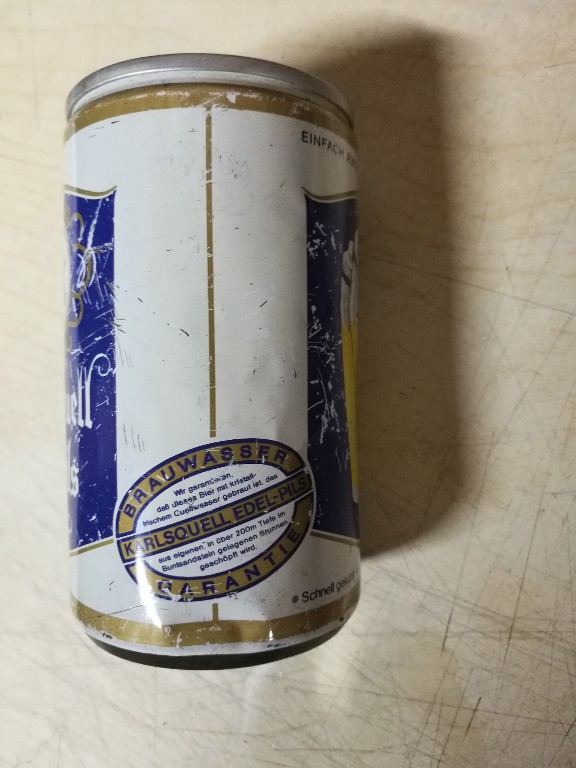 EINFACH
BRAUWASSER
Wir garantieren,
daß dieses Bier mit kristall-
frischem Quellwasser gebraut ist, das
KARLSQUELL EDEL-PILS
aus eigenen, in über 200m Tiefe im
Buntsandstein gelegenen Brunnen
geschöpft wird.
GARANTIE
Schnell